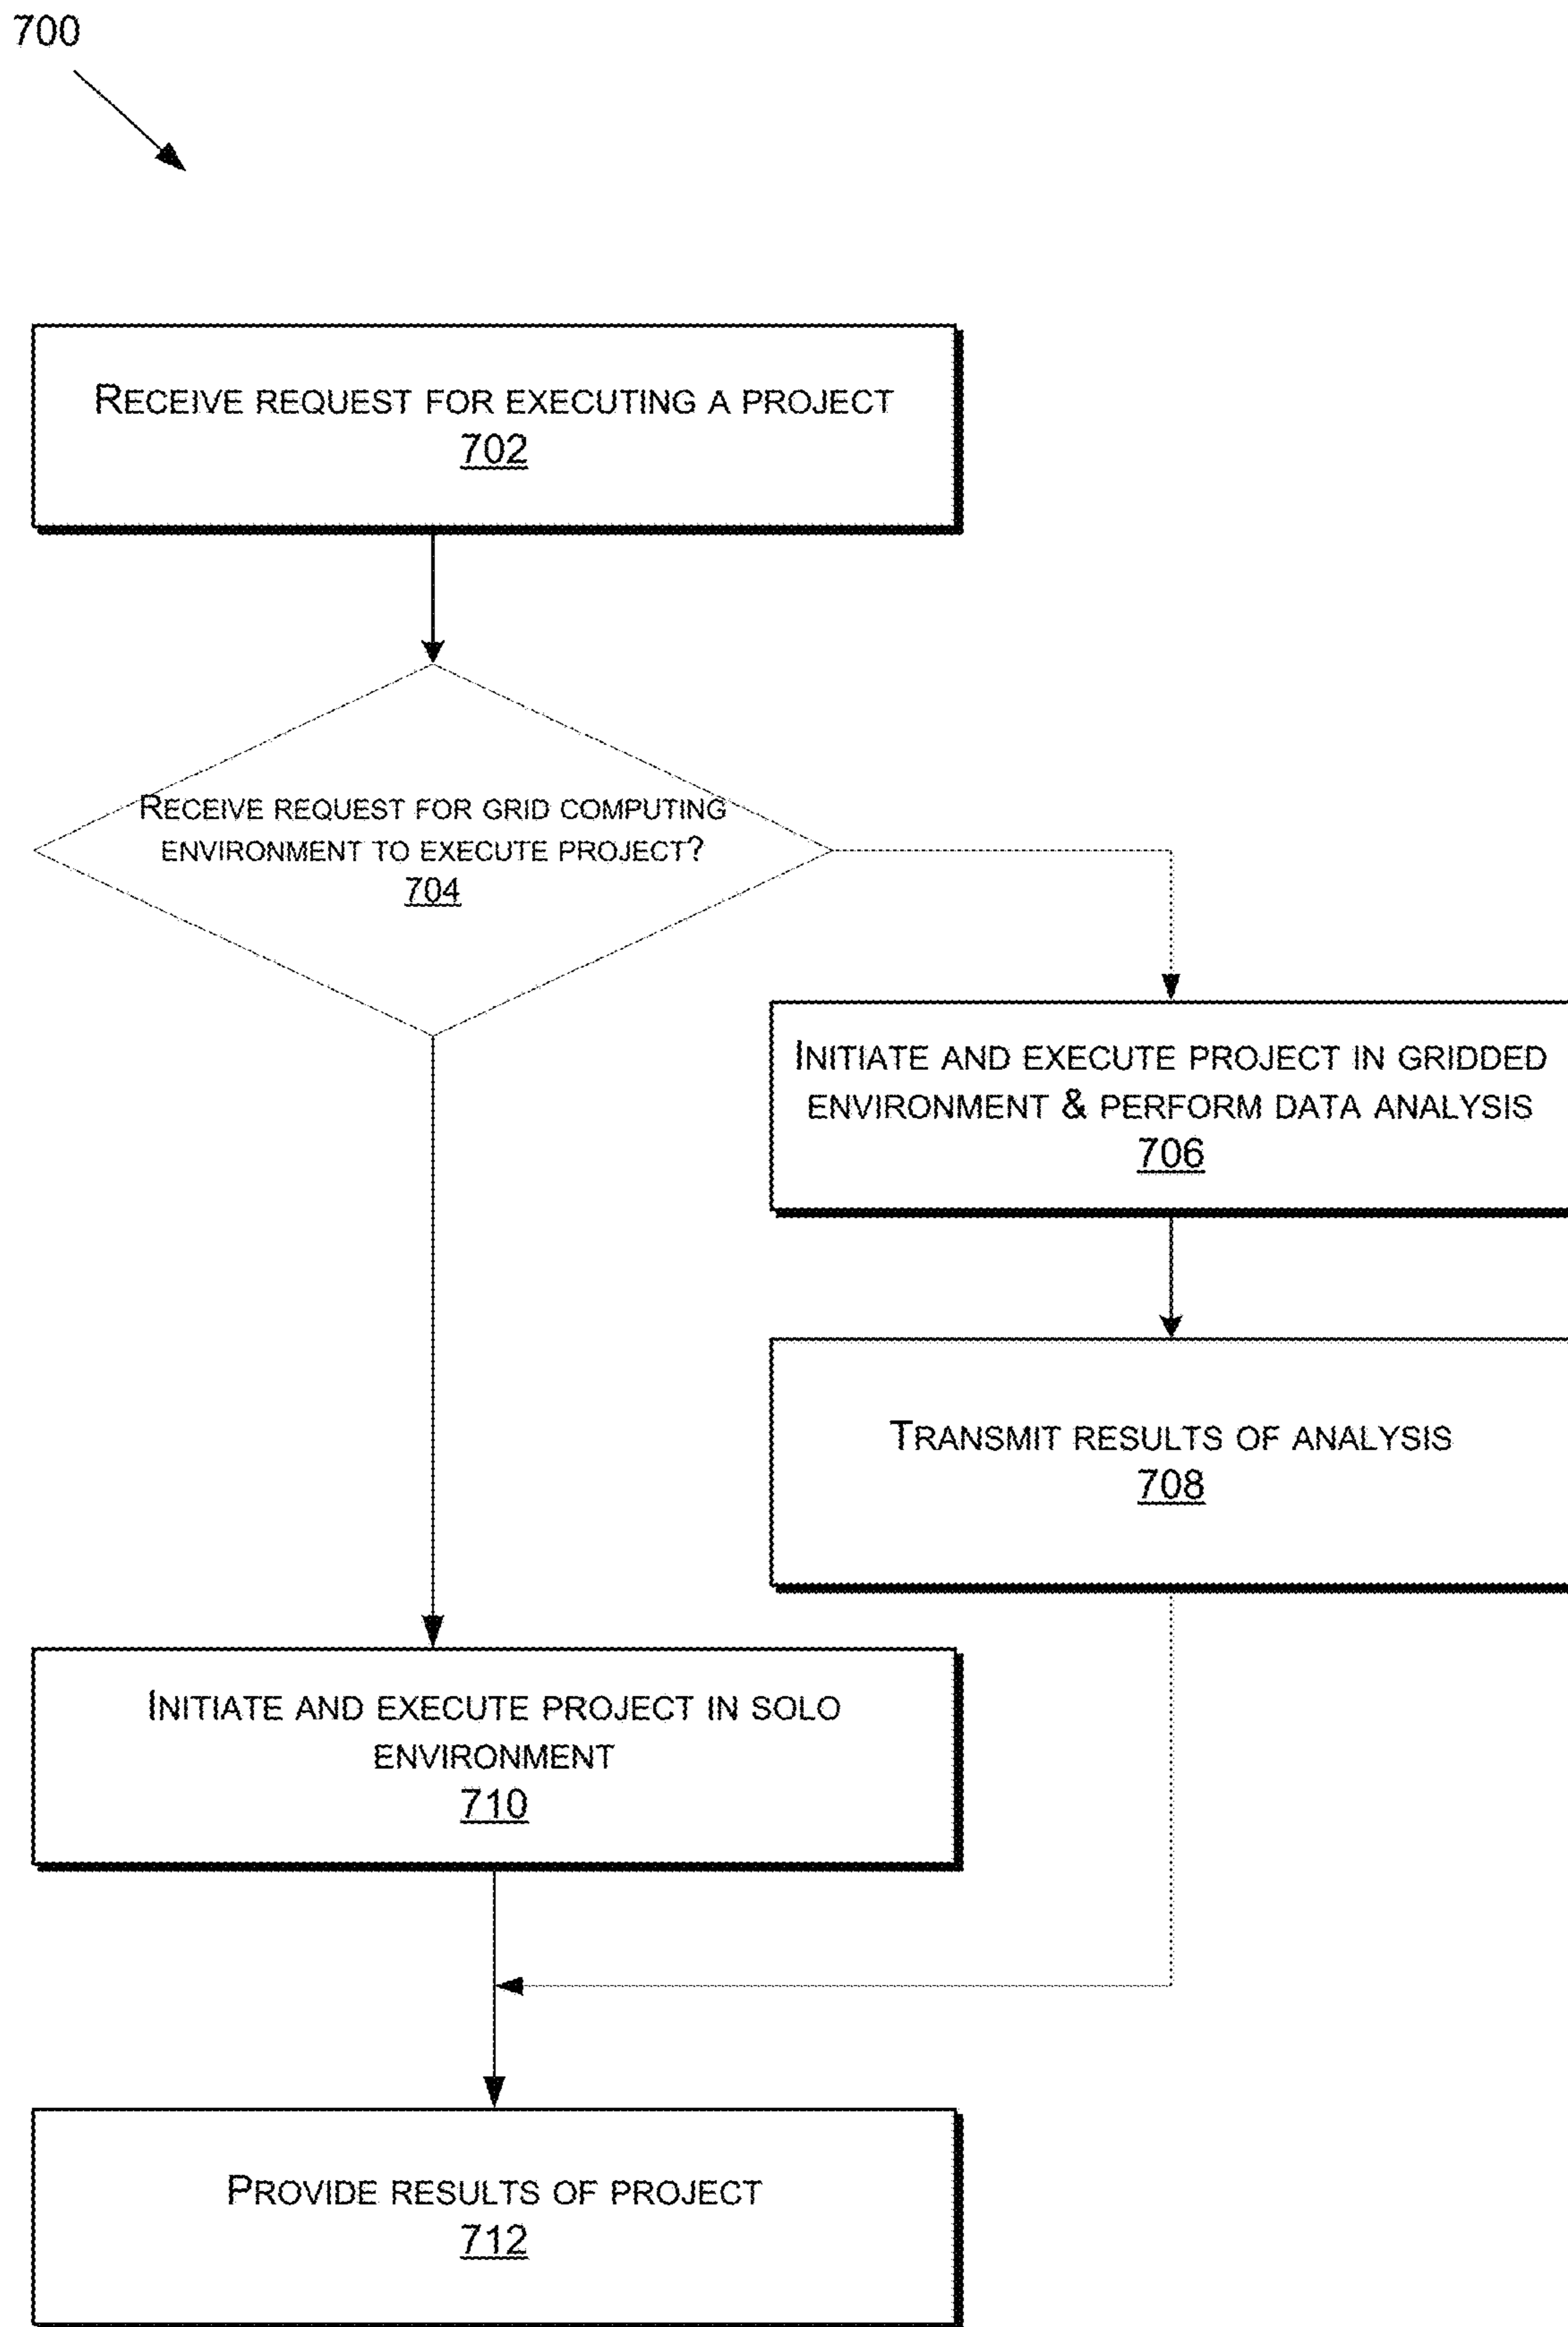 700
RECEIVE REQUEST FOR EXECUTING A PROJECT
702
RECEIVE REQUEST FOR GRID COMPUTING
ENVIRONMENT TO EXECUTE PROJECT?
704
INITIATE AND EXECUTE PROJECT IN GRIDDED
ENVIRONMENT & PERFORM DATA ANALYSIS
706
TRANSMIT RESULTS OF ANALYSIS
708
INITIATE AND EXECUTE PROJECT IN SOLO
ENVIRONMENT
710
PROVIDE RESULTS OF PROJECT
712